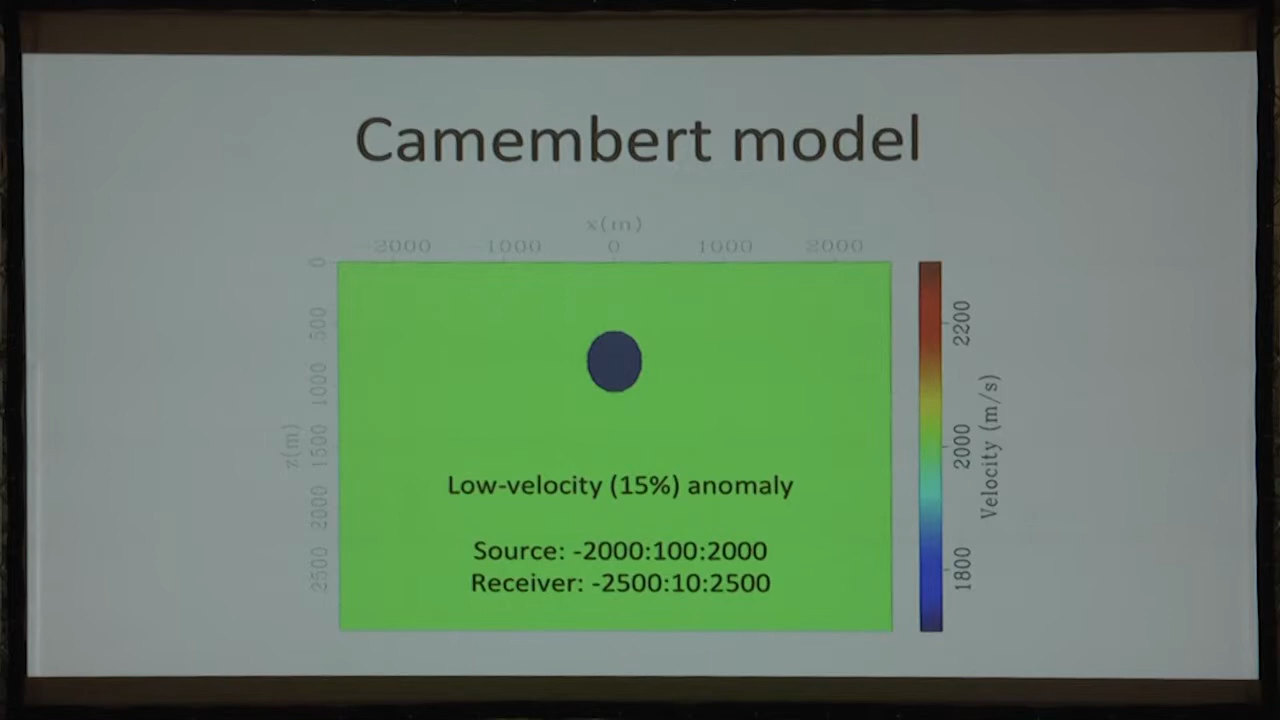 Camembert model
x(m)
-2000 -1000 0 1000 2000
0
500
1000
1500
2000
2500
z(m)
Low-velocity (15%) anomaly
Source: -2000:100:2000
Receiver: -2500:10:2500
2200
2000
1800
Velocity (m/s)